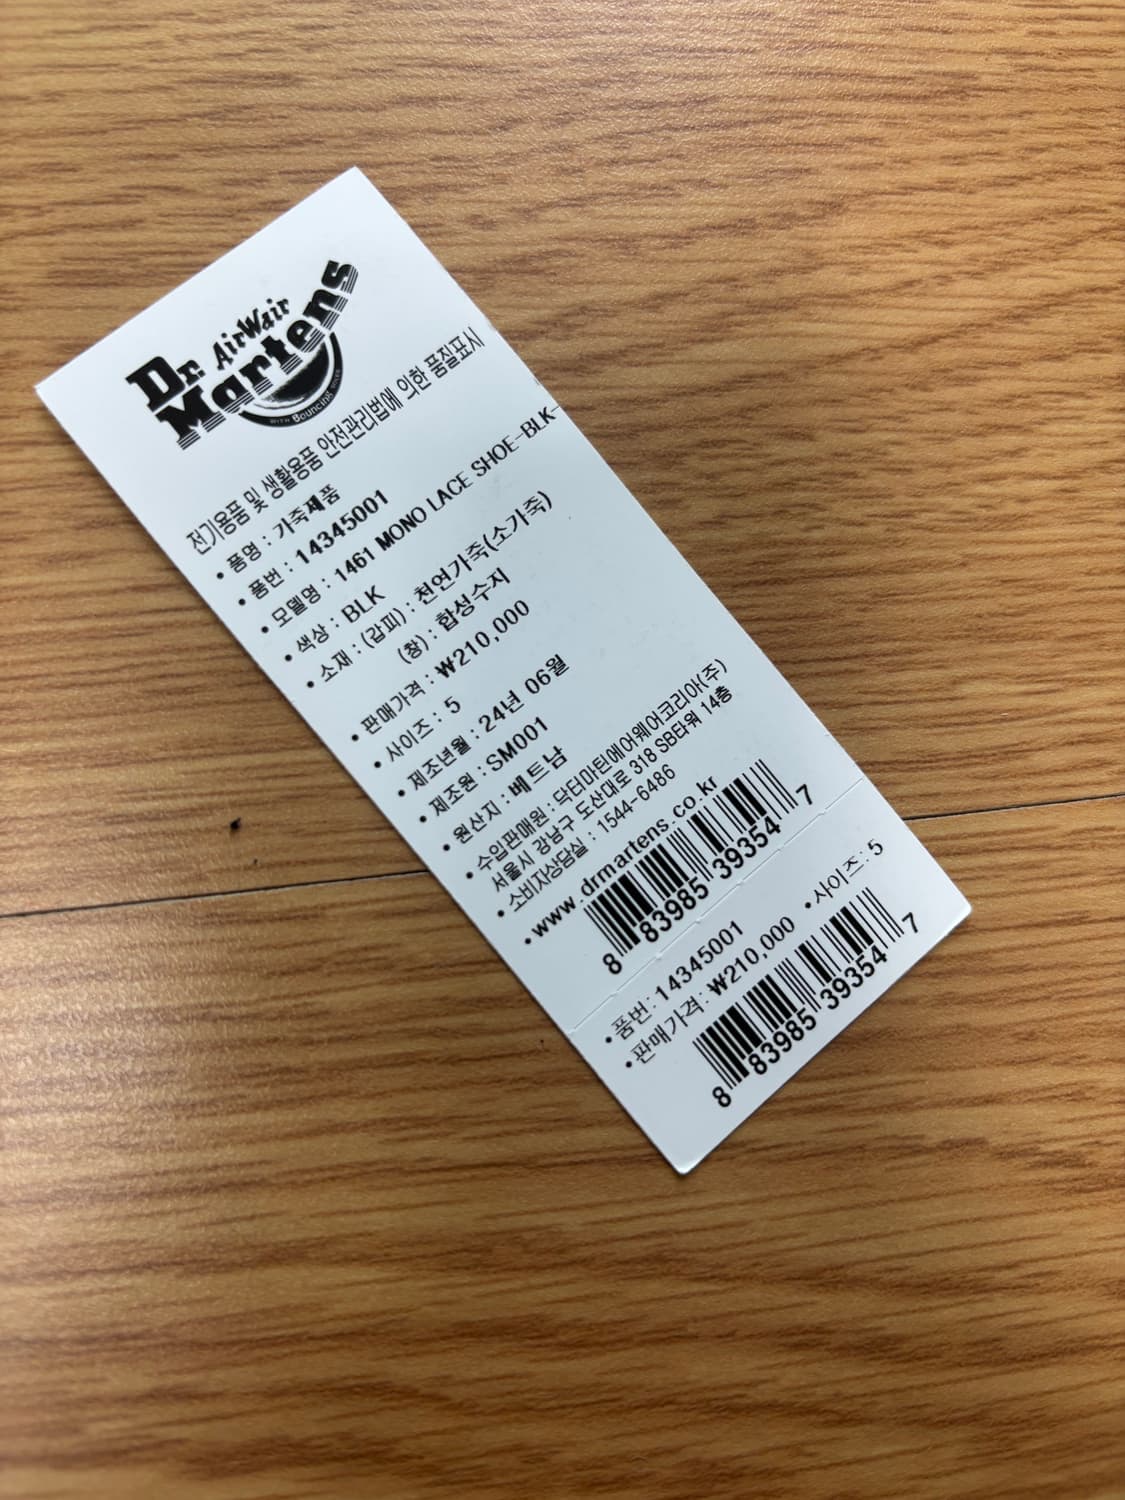 Dr. AirWair
Martens
WITH Bouncing SOLES
전기용품 및 생활용품 안전관리법에 의한 품질표시
• 품명 : 가죽제품
• 품번 : 14345001
• 모델명 : 1461 MONO LACE SHOE-BLK-
• 색상 : BLK
• 소재 : (갑피) : 천연가죽(소가죽)
(창) : 합성수지
• 판매가격 : ₩210,000
• 사이즈 : 5
• 제조년월 : 24년 06월
• 제조원 : SM001
• 원산지 : 베트남
• 수입판매원 : 닥터마틴에어웨어코리아(주)
서울시 강남구 도산대로 318 SB타워 14층
• 소비자상담실 : 1544-6486
• www.drmartens.co.kr
8 83985 39354 7
• 품번: 14345001
• 판매가격: ₩210,000 • 사이즈: 5
8 83985 39354 7